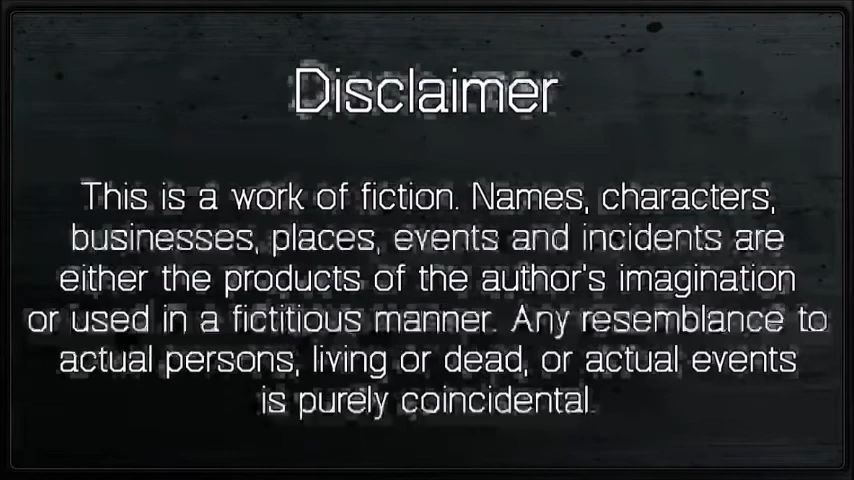 Disclaimer
This is a work of fiction. Names, characters,
businesses, places, events and incidents are
either the products of the author's imagination
or used in a fictitious manner. Any resemblance to
actual persons, living or dead, or actual events
is purely coincidental.